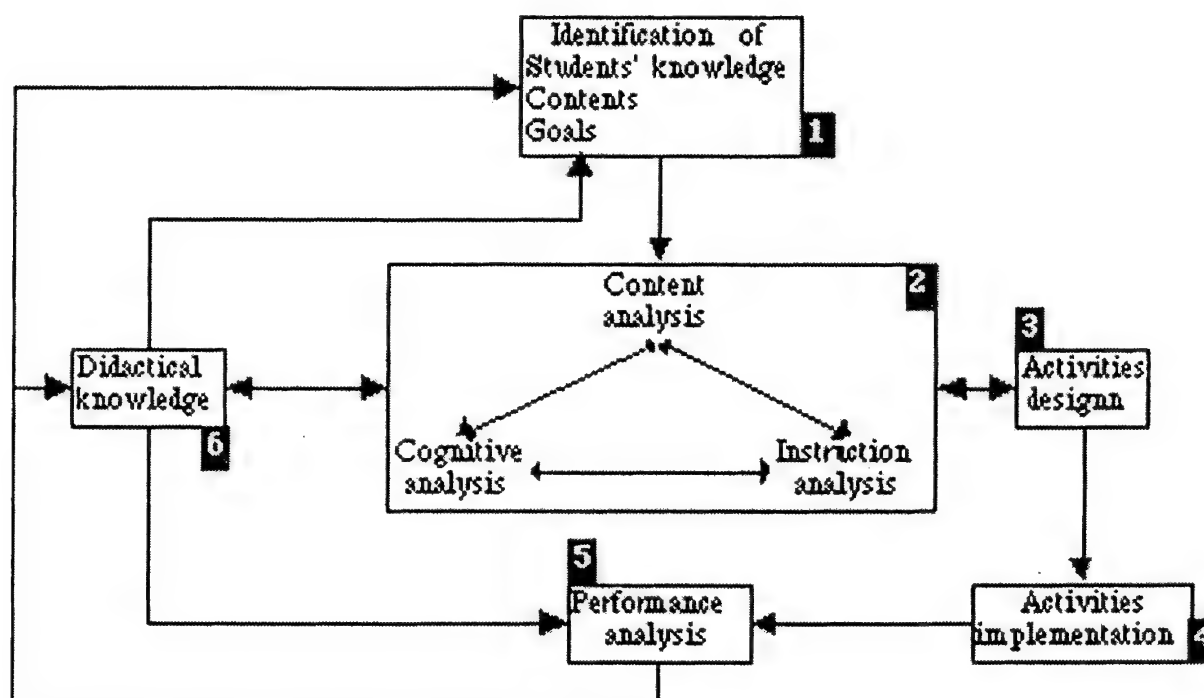 Identification of
Students' knowledge
Contents
Goals
1
Content
analysis
2
Cognitive
analysis
Instruction
analysis
3
Activities
designn
Didactical
knowledge
6
5
Performance
analysis
Activities
implementation
4